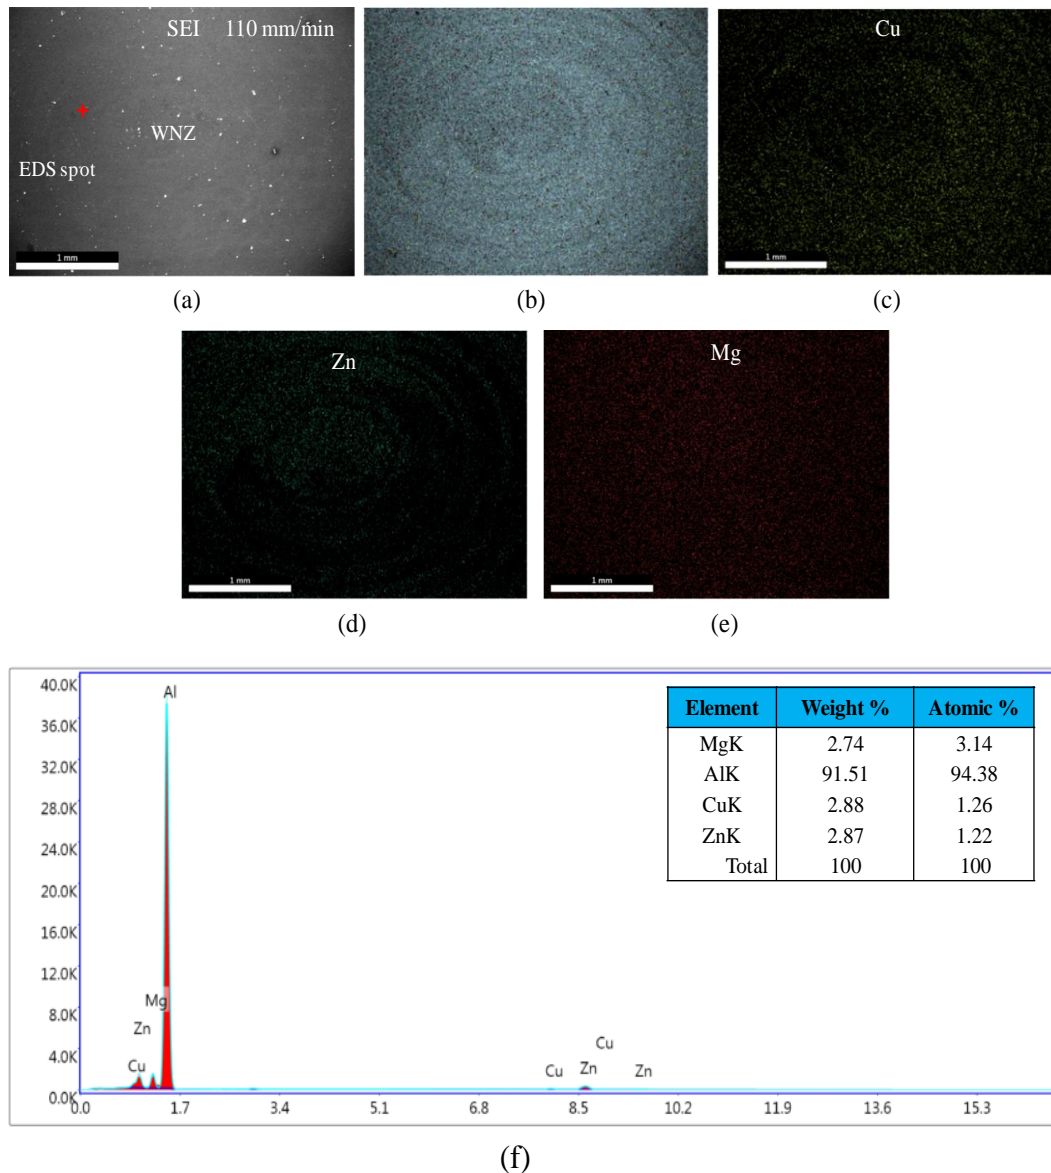 SEI 110 mm/min
WNZ
EDS spot
1 mm
(a)
(b)
Cu
1 mm
(c)
Zn
1 mm
(d)
Mg
1 mm
(e)
40.0K
36.0K
32.0K
28.0K
24.0K
20.0K
16.0K
12.0K
8.0K
4.0K
0.0K
Al
Mg
Zn
Cu
Cu
Cu
Zn
Zn
0.0 1.7 3.4 5.1 6.8 8.5 10.2 11.9 13.6 15.3
Element Weight % Atomic %
MgK 2.74 3.14
AlK 91.51 94.38
CuK 2.88 1.26
ZnK 2.87 1.22
Total 100 100
(f)